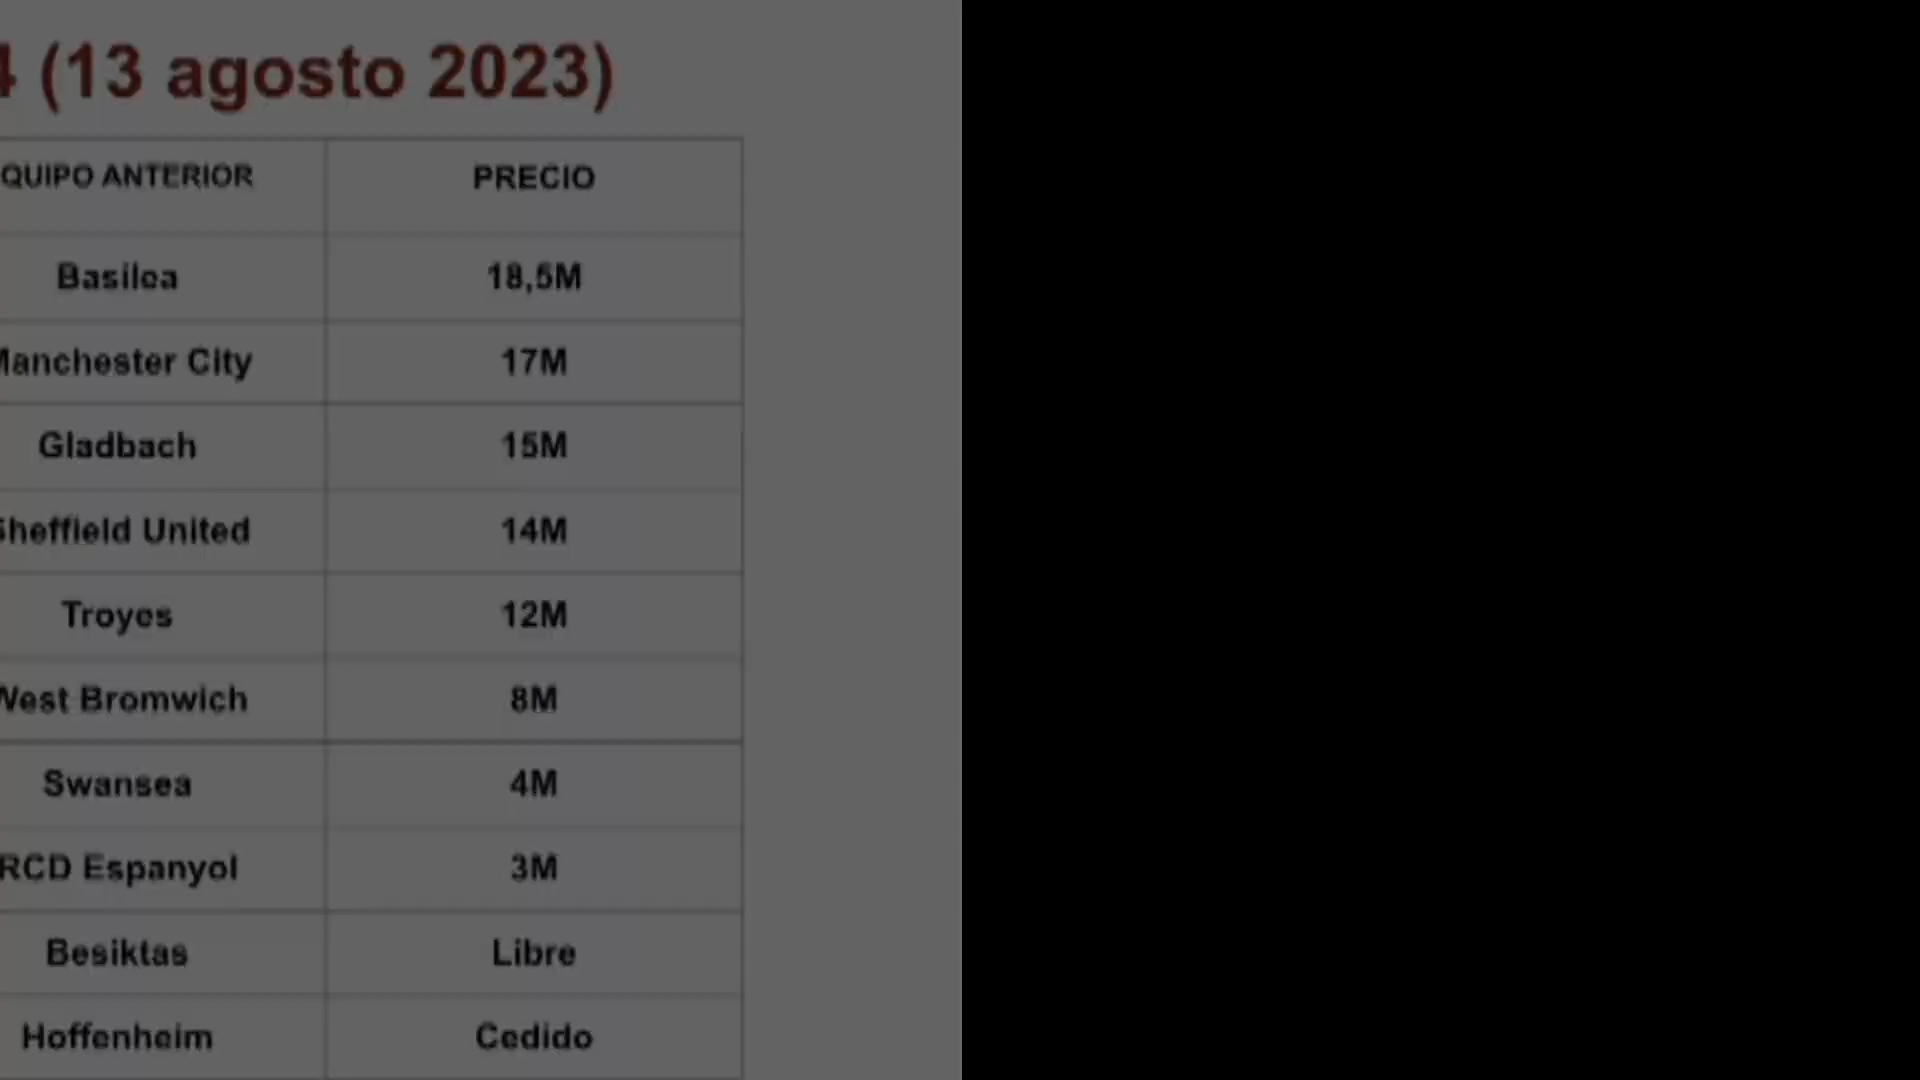 4 (13 agosto 2023)
QUIPO ANTERIOR PRECIO
Basilea 18,5M
Manchester City 17M
Gladbach 15M
Sheffield United 14M
Troyes 12M
West Bromwich 8M
Swansea 4M
RCD Espanyol 3M
Besiktas Libre
Hoffenheim Cedido